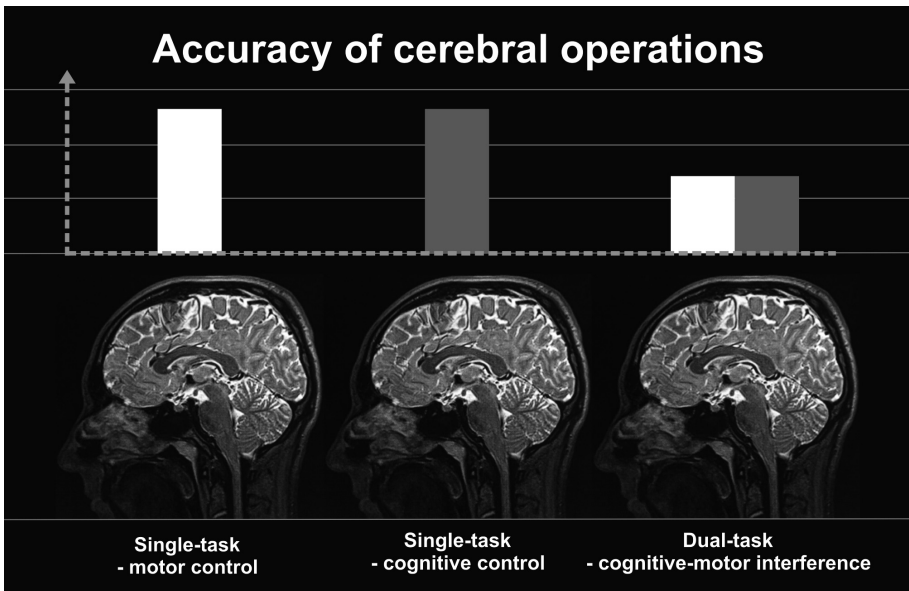 Accuracy of cerebral operations
Single-task
- motor control
Single-task
- cognitive control
Dual-task
- cognitive-motor interference